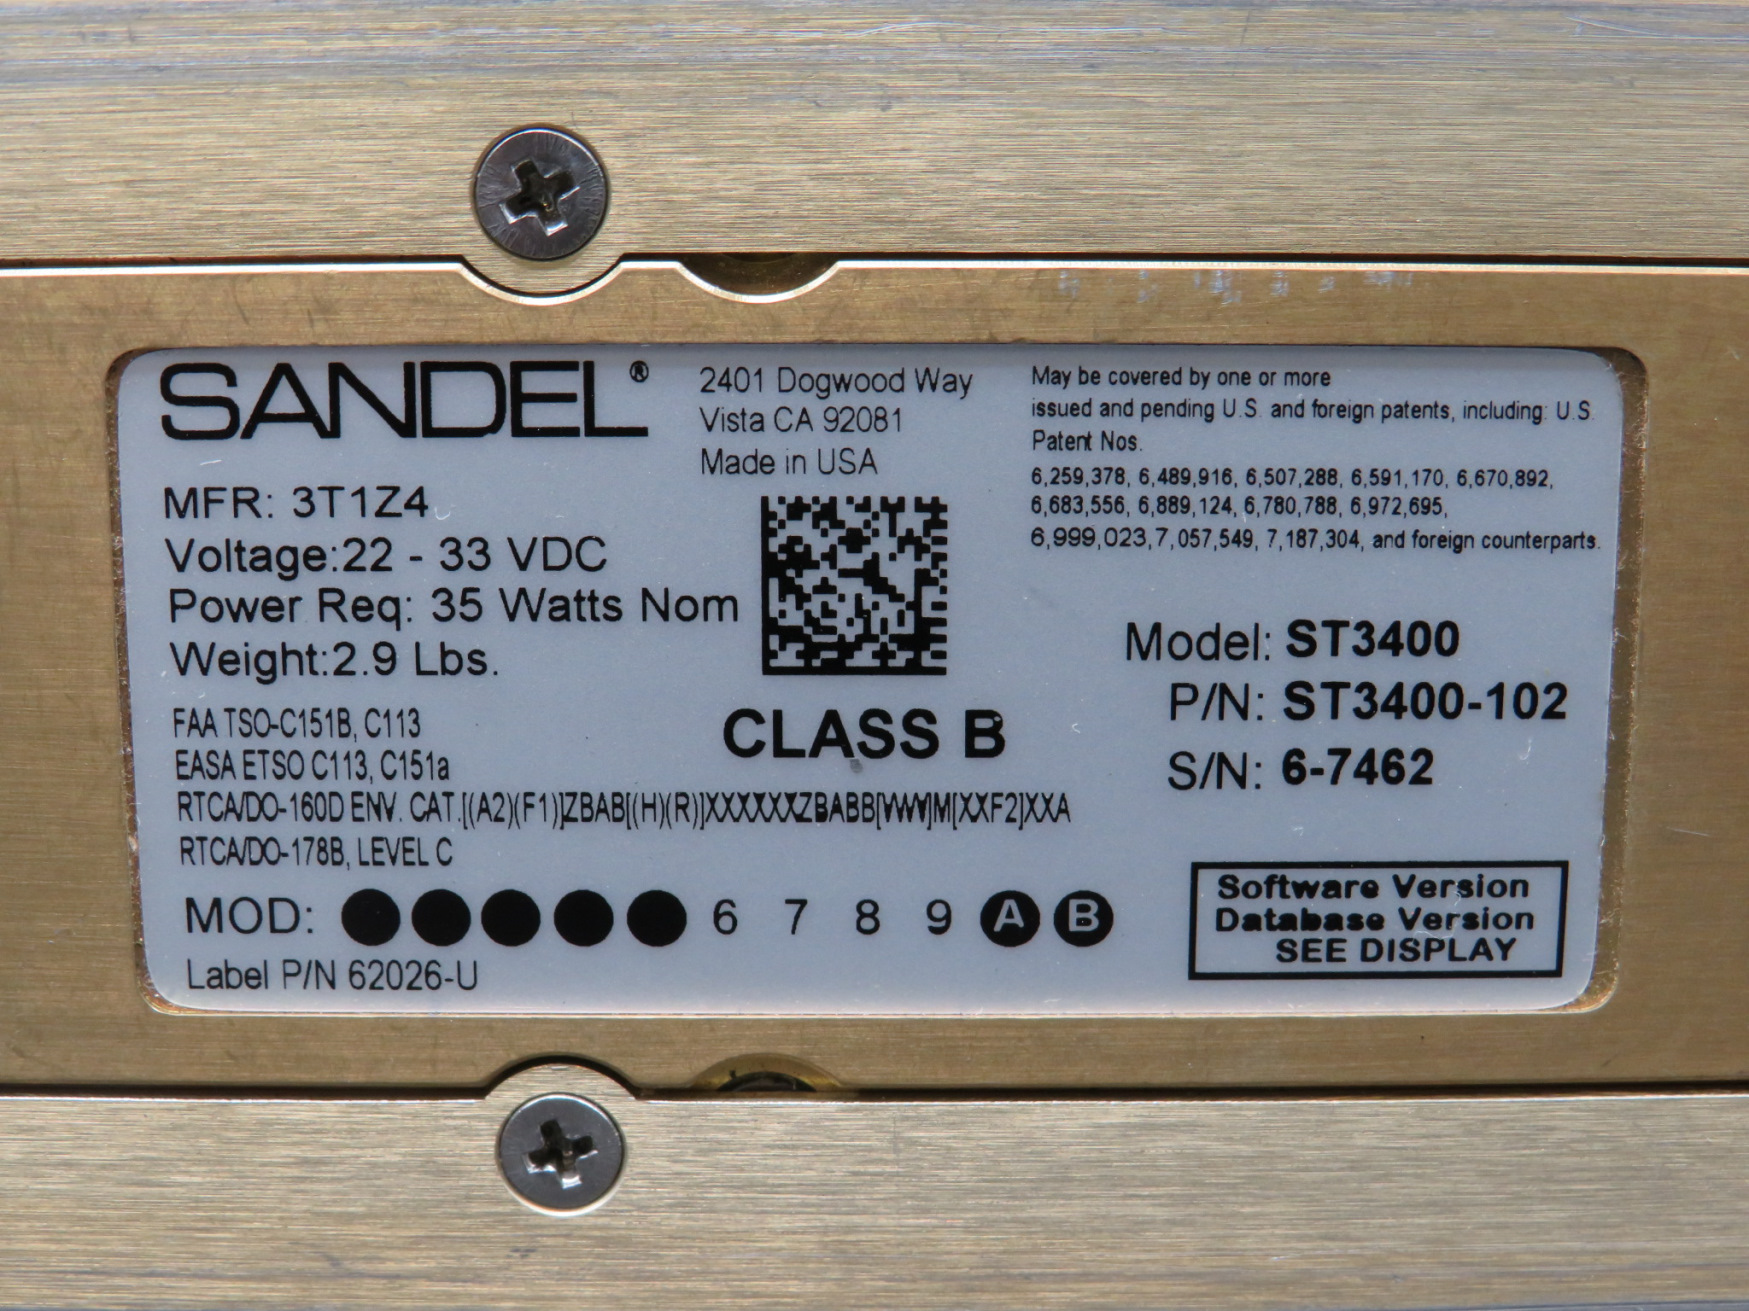 SANDEL®
2401 Dogwood Way
Vista CA 92081
Made in USA
May be covered by one or more
issued and pending U.S. and foreign patents, including: U.S.
Patent Nos.
6,259,378, 6,489,916, 6,507,288, 6,591,170, 6,670,892,
6,683,556, 6,889,124, 6,780,788, 6,972,695,
6,999,023,7,057,549, 7,187,304, and foreign counterparts.
MFR: 3T1Z4
Voltage:22 - 33 VDC
Power Req: 35 Watts Nom
Weight:2.9 Lbs.
Model: ST3400
P/N: ST3400-102
S/N: 6-7462
CLASS B
FAA TSO-C151B, C113
EASA ETSO C113, C151a
RTCA/DO-160D ENV. CAT.[(A2)(F1)]ZBAB[(H)(R)]XXXXXXZBABB[VVV]M[XXF2]XXA
RTCA/DO-178B, LEVEL C
MOD: ● ● ● ● ● 6 7 8 9 A B
Label P/N 62026-U
Software Version
Database Version
SEE DISPLAY